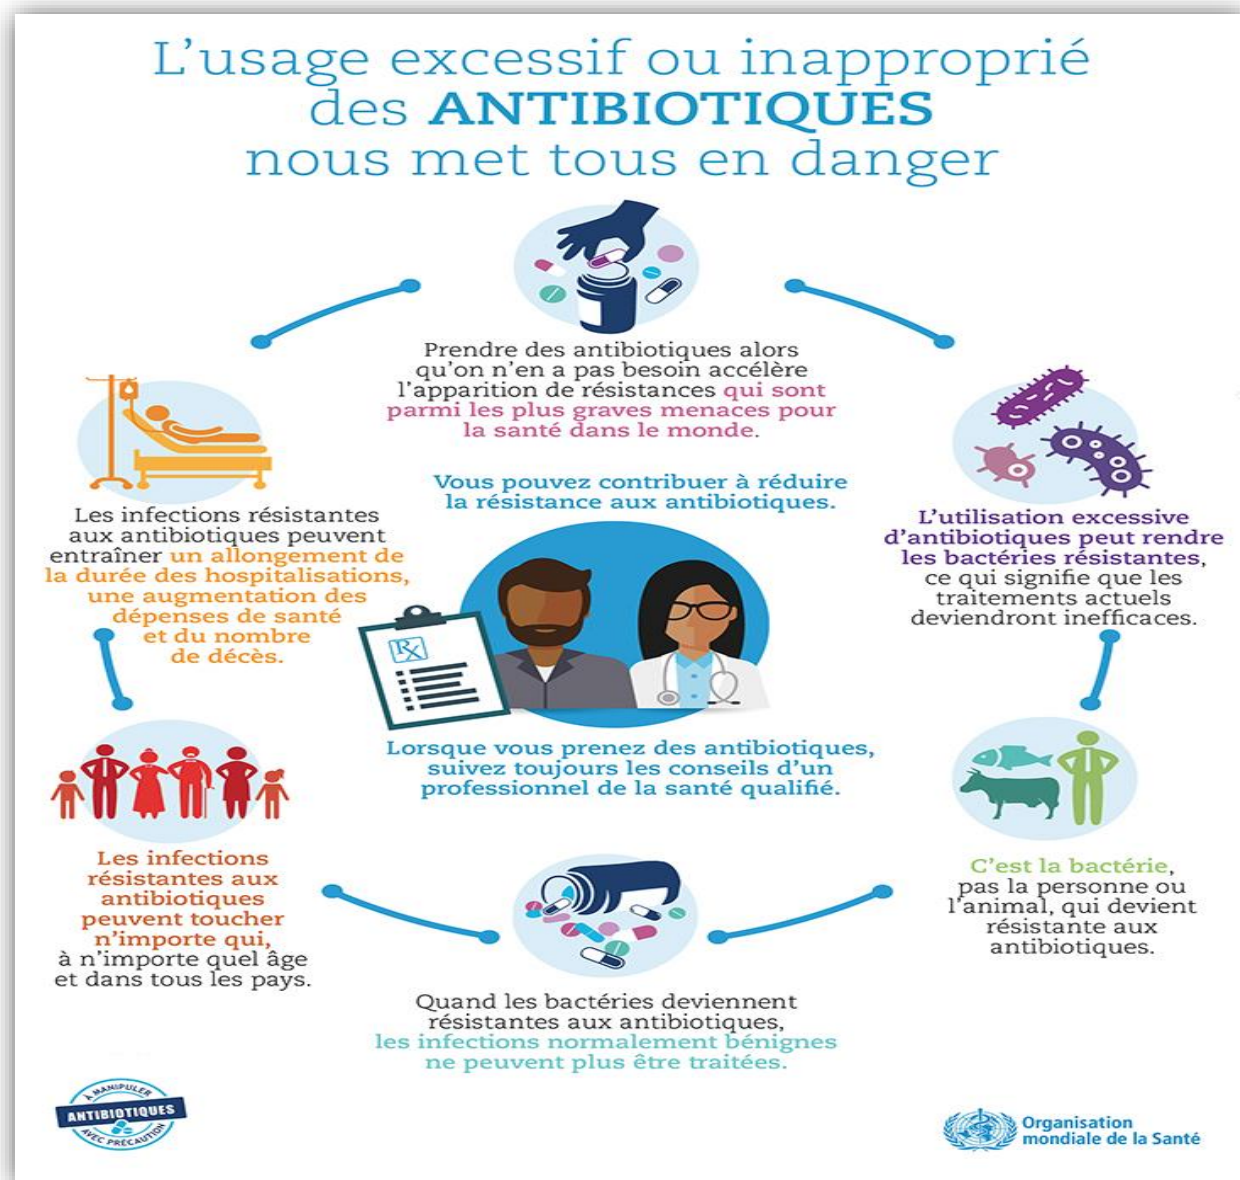 L'usage excessif ou inapproprié
des ANTIBIOTIQUES
nous met tous en danger
Prendre des antibiotiques alors
qu'on n'en a pas besoin accélère
l'apparition de résistances qui sont
parmi les plus graves menaces pour
la santé dans le monde.
L'utilisation excessive
d'antibiotiques peut rendre
les bactéries résistantes,
ce qui signifie que les
traitements actuels
deviendront inefficaces.
C'est la bactérie,
pas la personne ou
l'animal, qui devient
résistante aux
antibiotiques.
Quand les bactéries deviennent
résistantes aux antibiotiques,
les infections normalement bénignes
ne peuvent plus être traitées.
Les infections
résistantes aux
antibiotiques
peuvent toucher
n'importe qui,
à n'importe quel âge
et dans tous les pays.
Les infections résistantes
aux antibiotiques peuvent
entraîner un allongement de
la durée des hospitalisations,
une augmentation des
dépenses de santé
et du nombre
de décès.
Vous pouvez contribuer à réduire
la résistance aux antibiotiques.
RX
Lorsque vous prenez des antibiotiques,
suivez toujours les conseils d'un
professionnel de la santé qualifié.
À MANIPULER
ANTIBIOTIQUES
AVEC PRÉCAUTION
Organisation
mondiale de la Santé